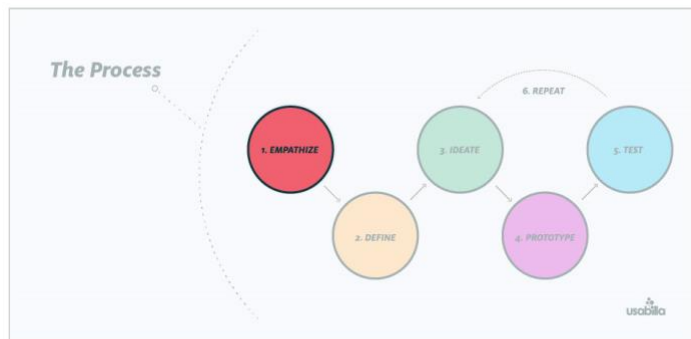 The Process
6. REPEAT
1. EMPATHIZE
3. IDEATE
5. TEST
2. DEFINE
4. PROTOTYPE
usabilla